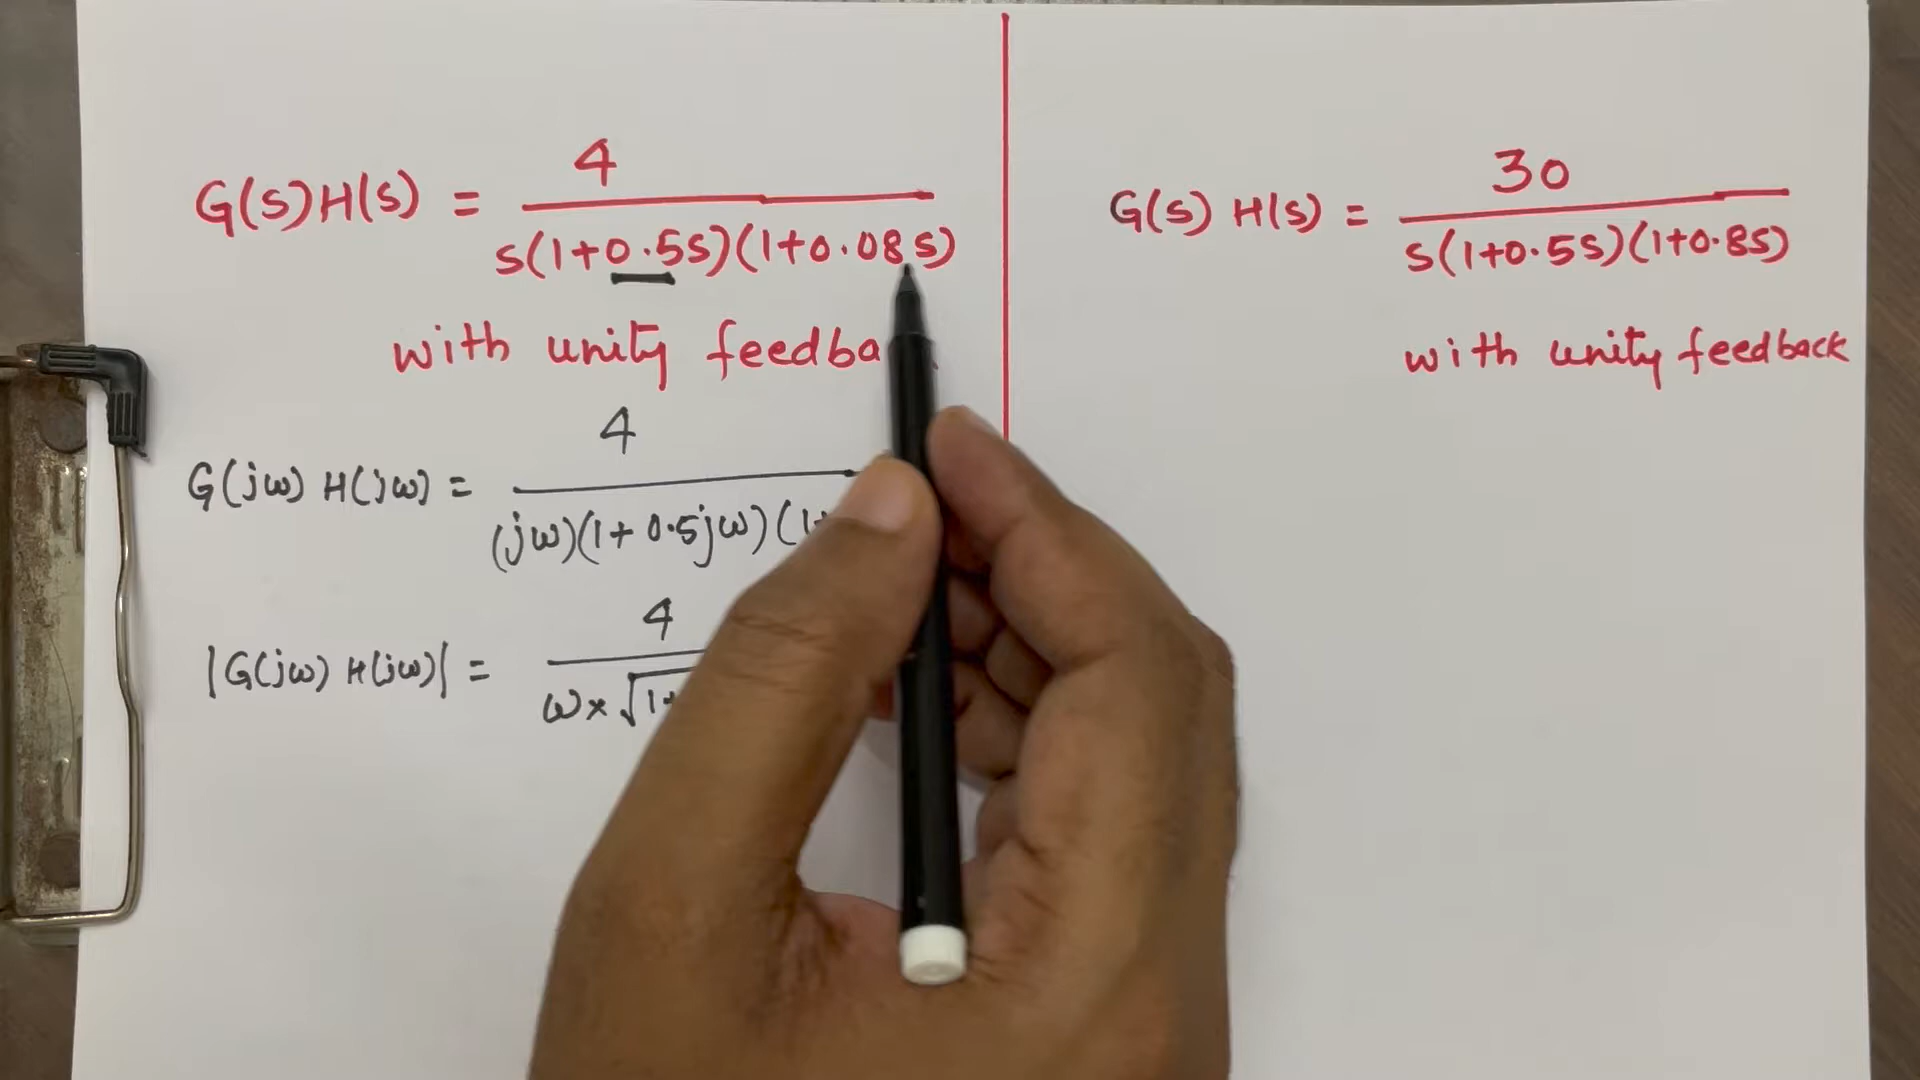 G(s)H(s) = 4 / s(1+0.5s)(1+0.08s)
with unity
G(jω) H(jω) = 4 / (jω)(1+0.5jω)(1+
|G(jω) H(jω)| = 4 / ω×√1+
G(s) H(s) = 30 / s(1+0.5s)(1+0.8s)
with unity feedback